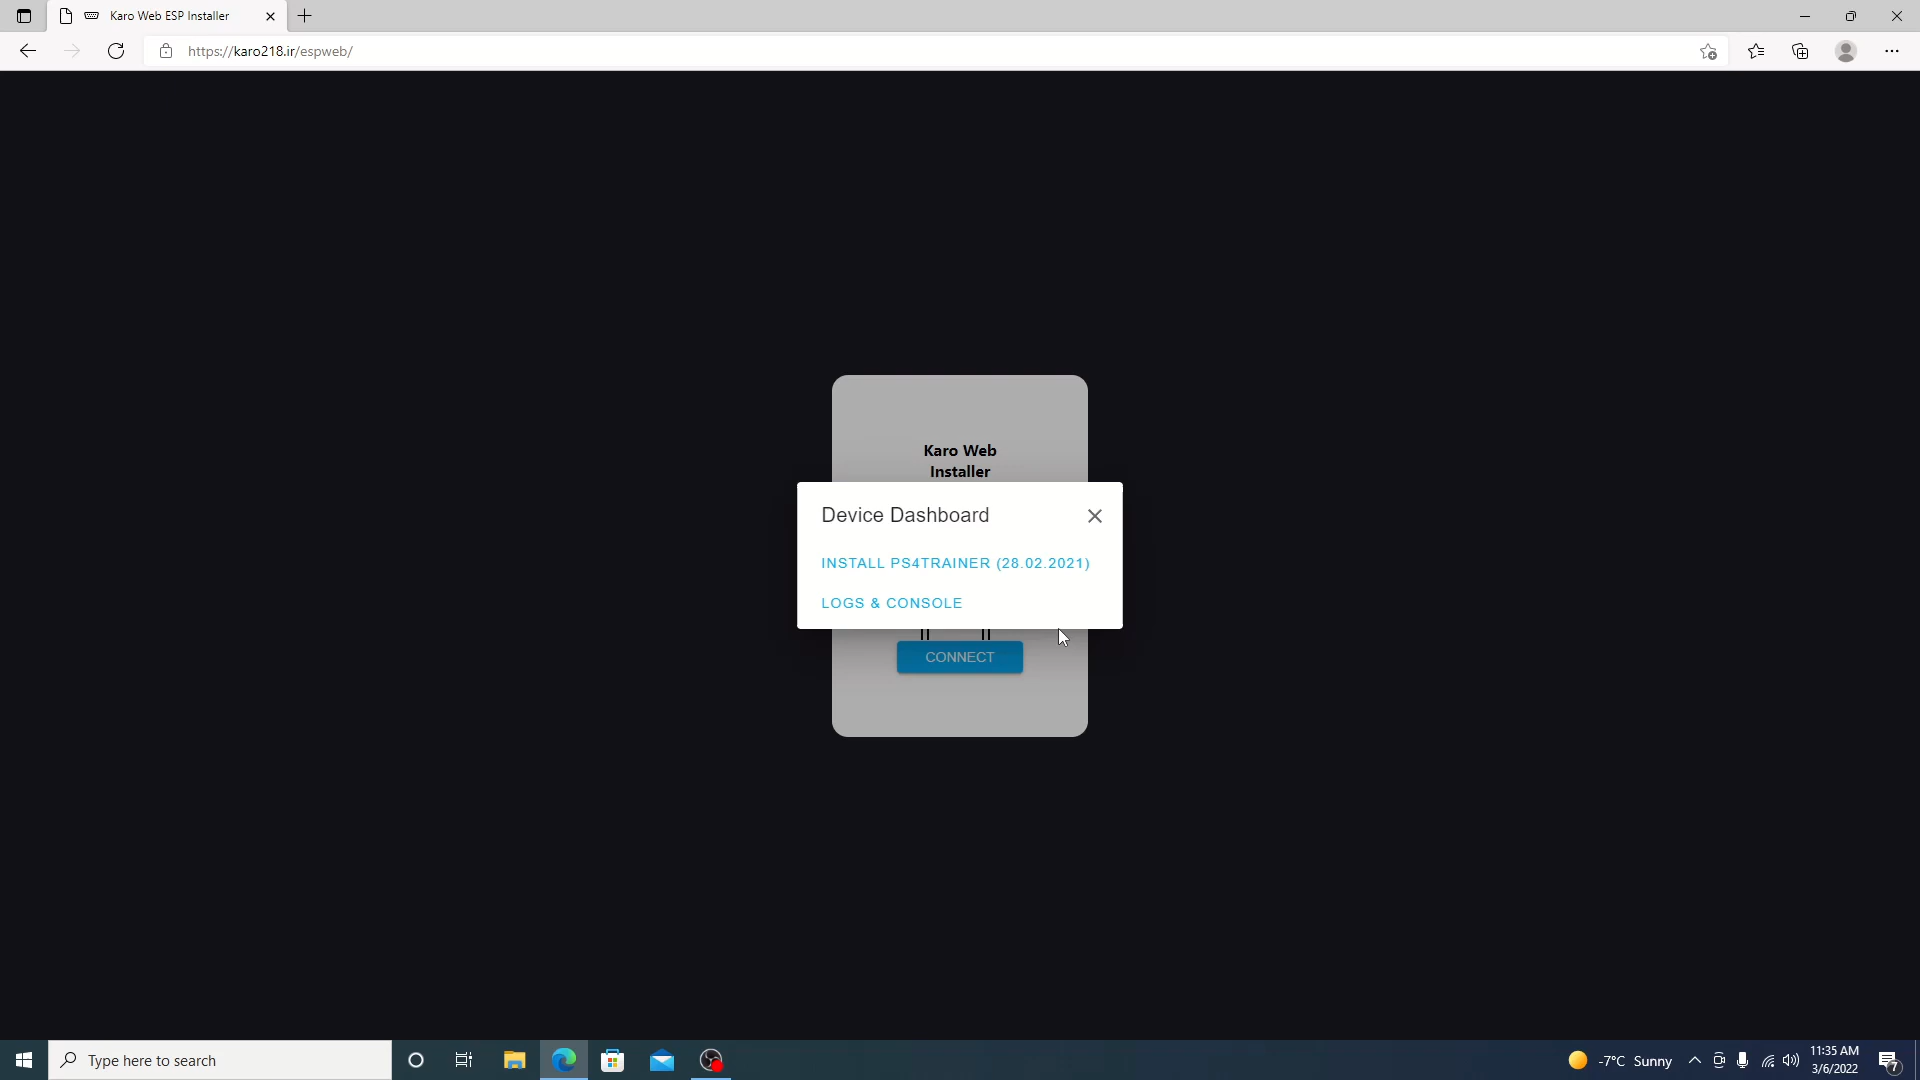 Karo Web ESP Installer
https://karo218.ir/espweb/
Karo Web
Installer
Device Dashboard
INSTALL PS4TRAINER (28.02.2021)
LOGS & CONSOLE
CONNECT
Type here to search
-7°C Sunny
11:35 AM
3/6/2022
7